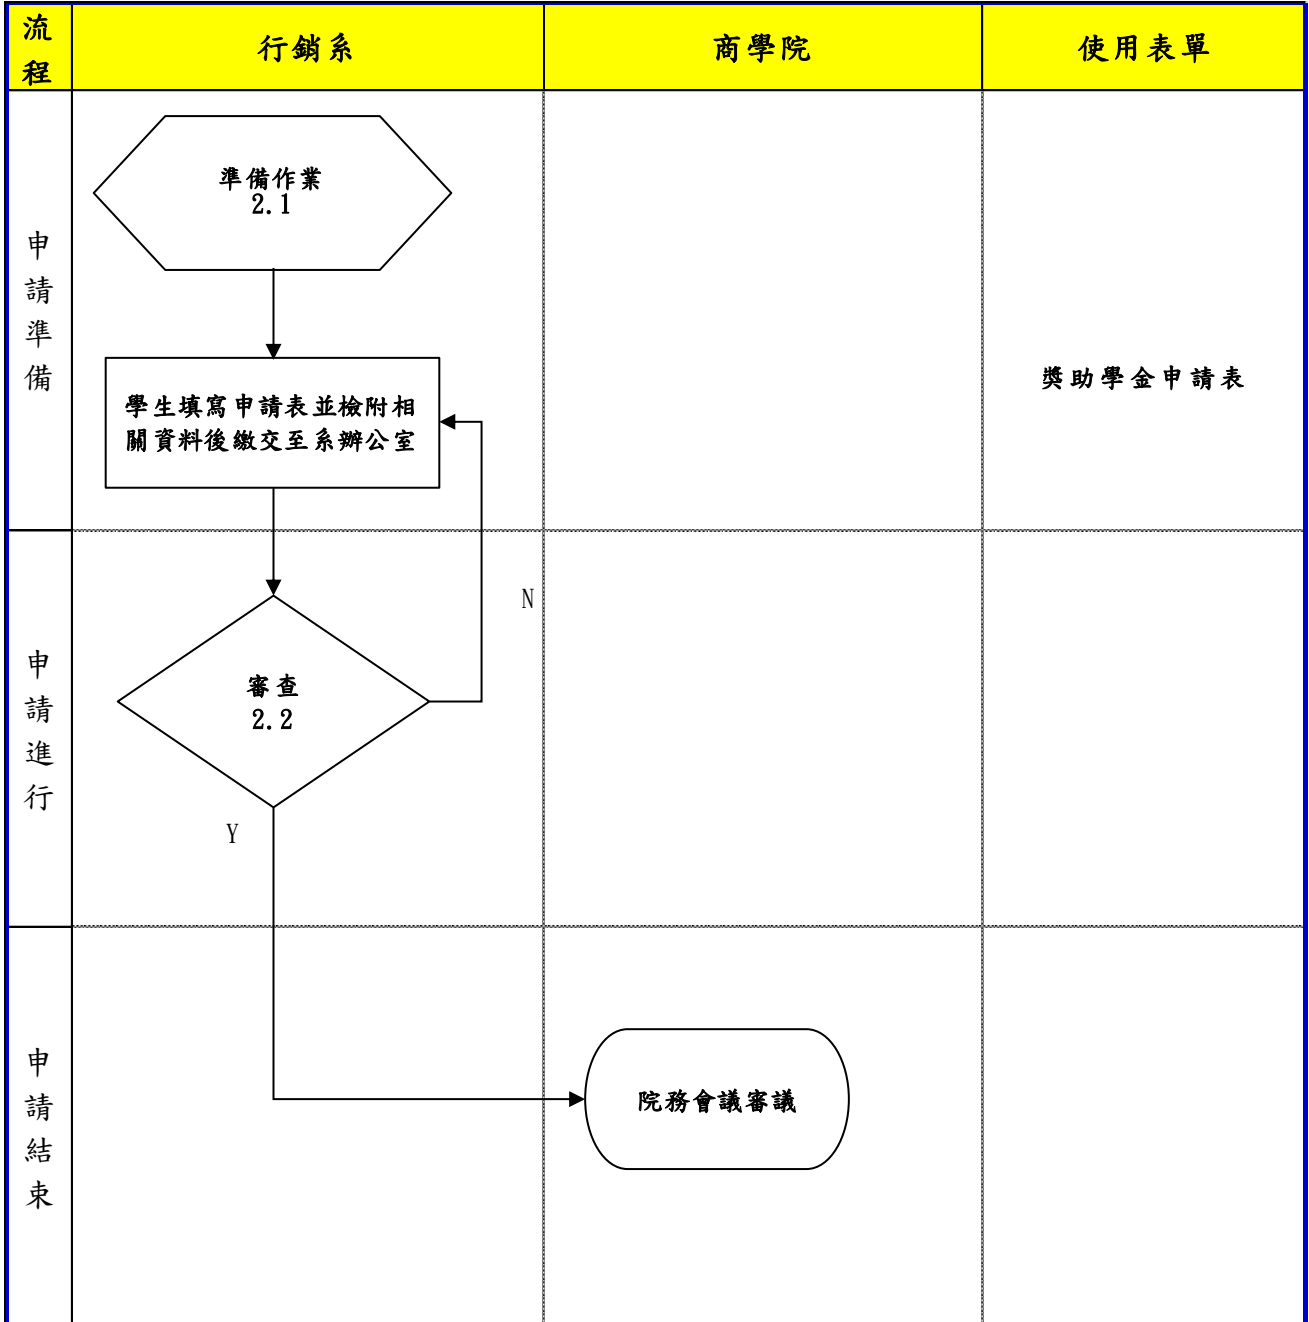 流程
行銷系
商學院
使用表單
申請準備
準備作業
2.1
學生填寫申請表並檢附相
關資料後繳交至系辦公室
獎助學金申請表
申請進行
N
審查
2.2
Y
申請結束
院務會議審議